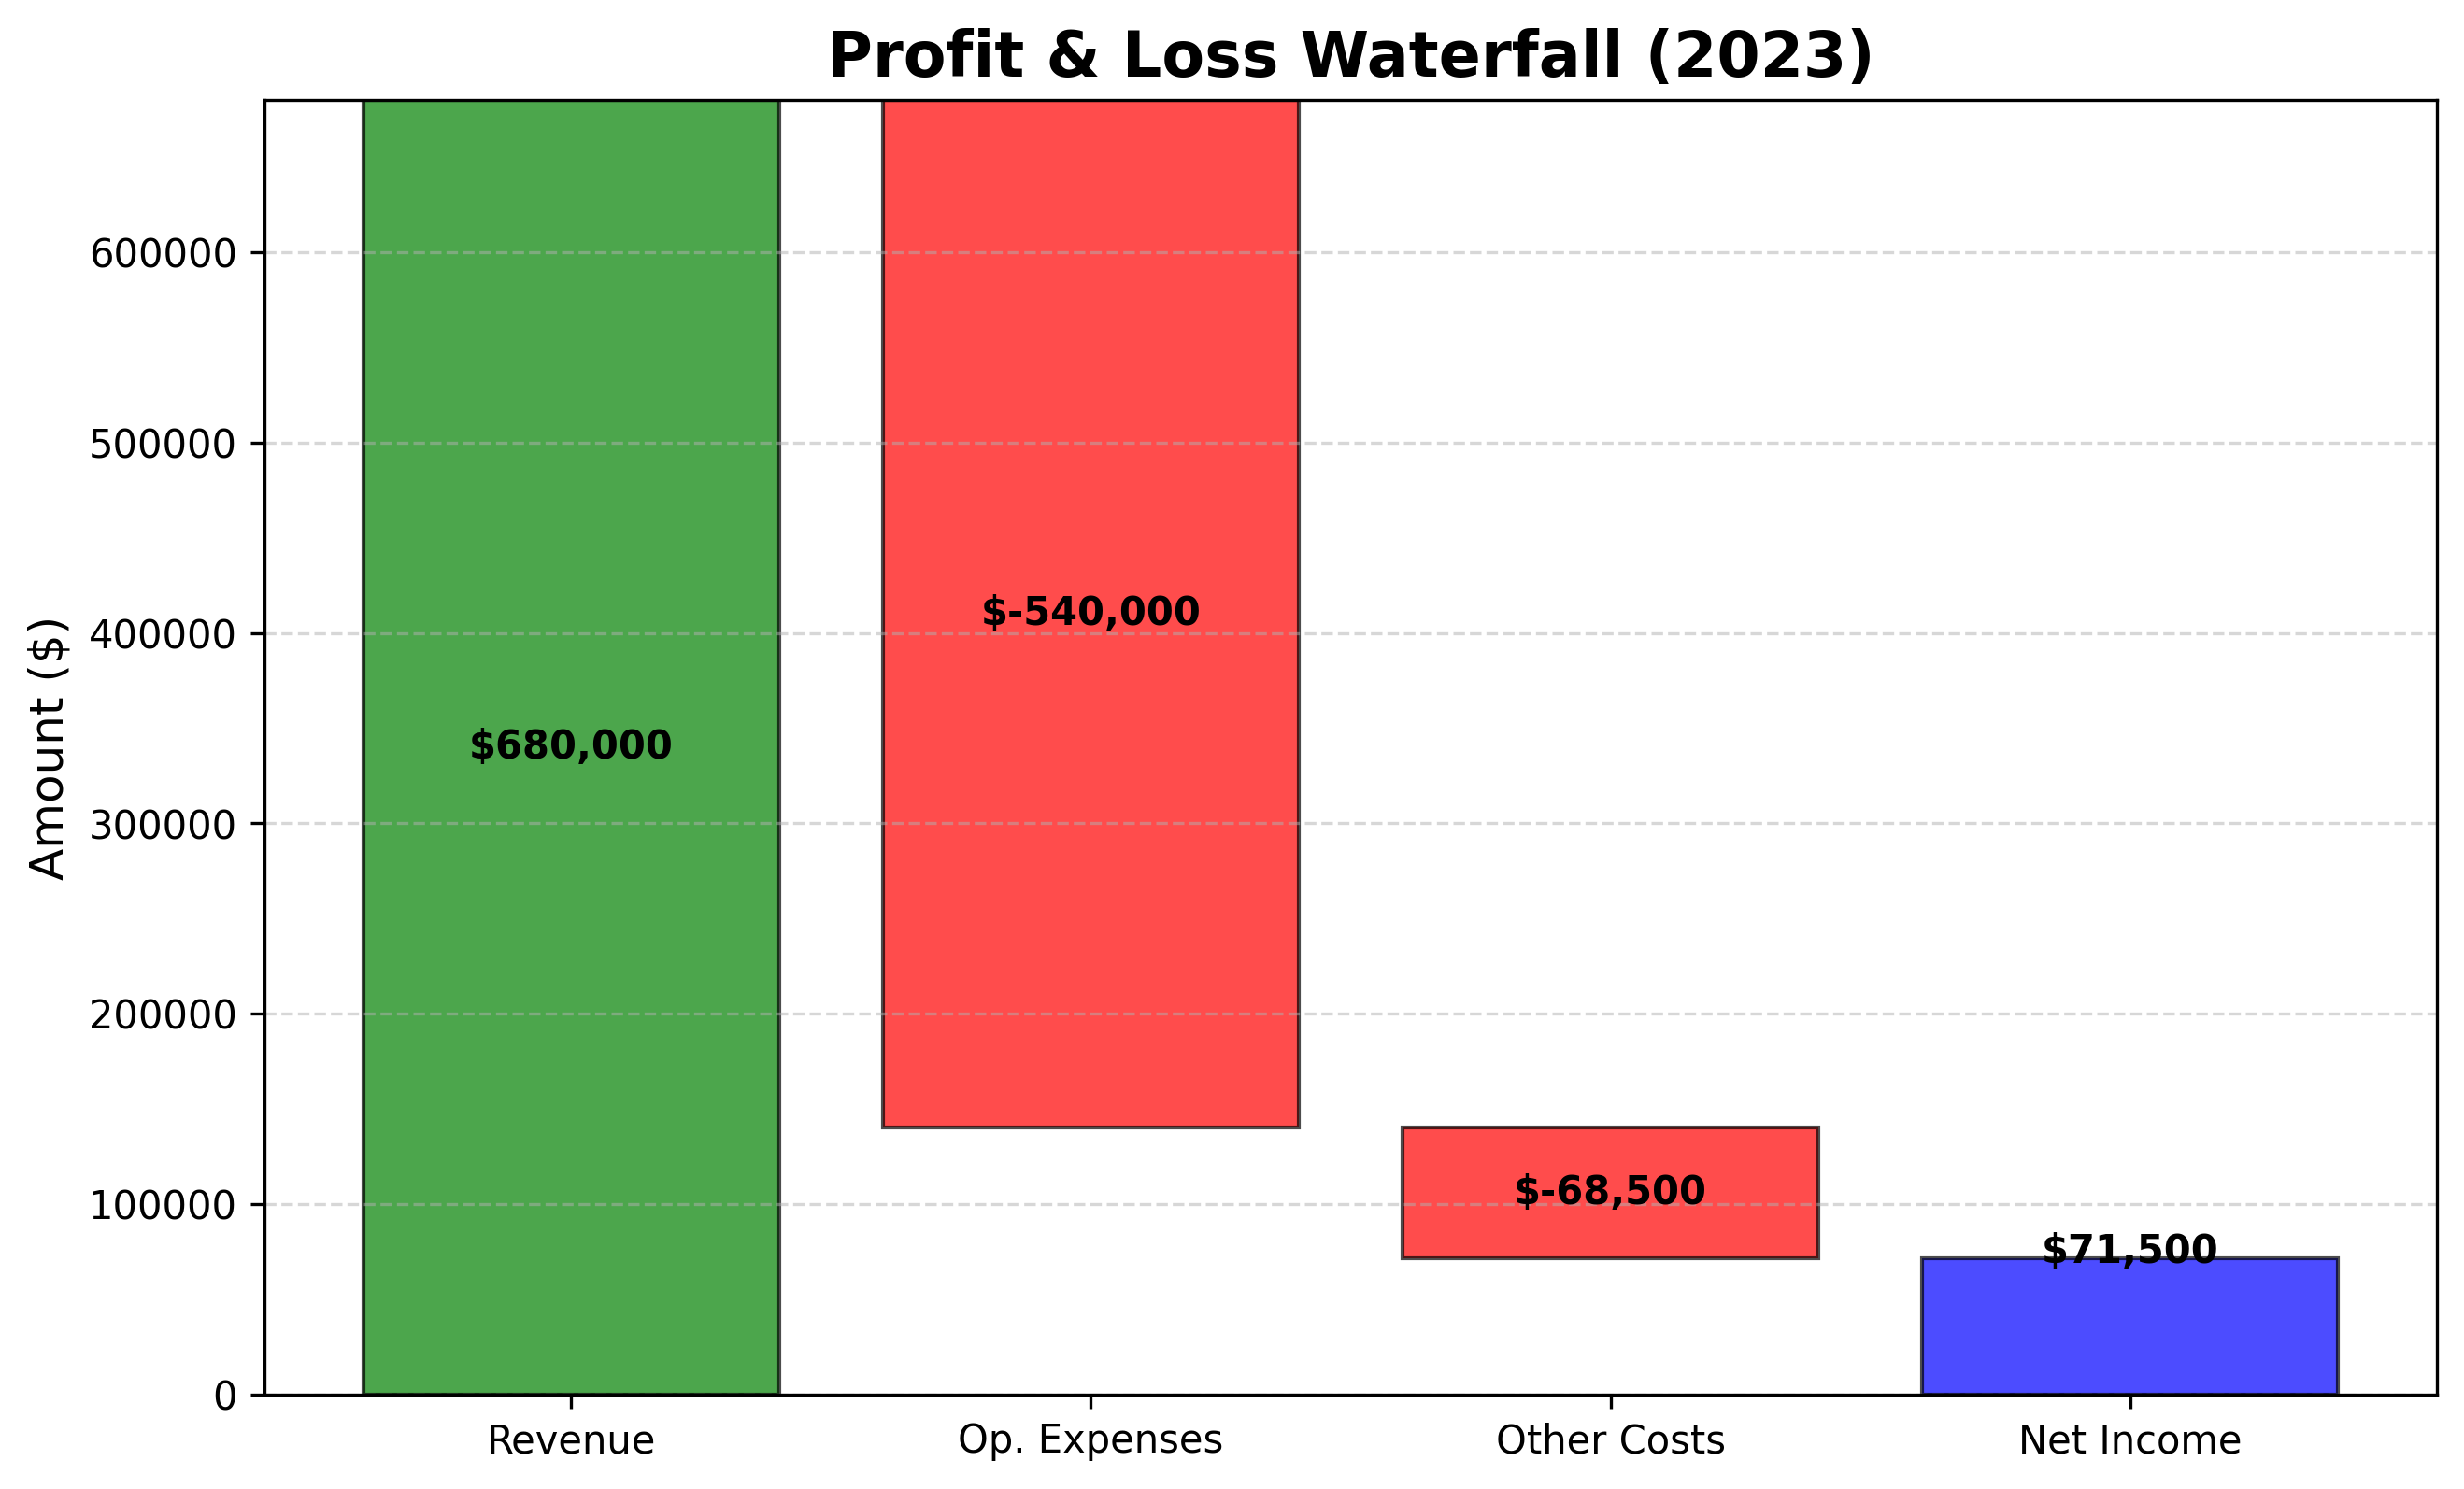 Profit & Loss Waterfall (2023)
Amount ($)
600000
500000
400000
300000
200000
100000
0
$680,000
$-540,000
$-68,500
$71,500
Revenue
Op. Expenses
Other Costs
Net Income